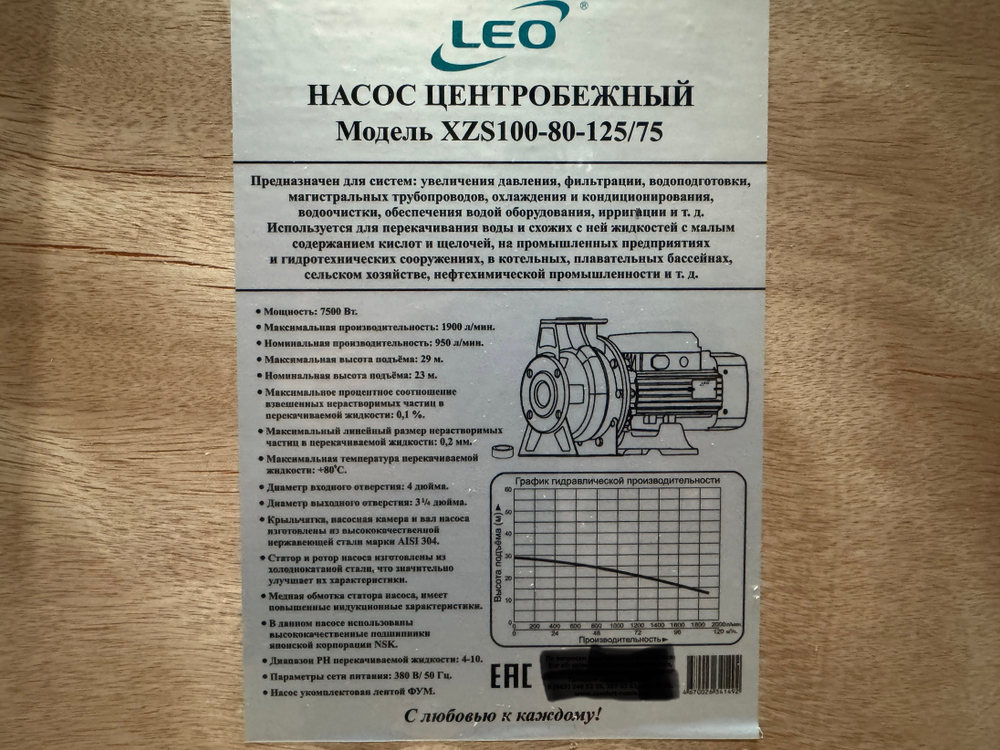 LEO ®
НАСОС ЦЕНТРОБЕЖНЫЙ
Модель XZS100-80-125/75
Предназначен для систем: увеличения давления, фильтрации, водоподготовки,
магистральных трубопроводов, охлаждения и кондиционирования,
водоочистки, обеспечения водой оборудования, ирригации и т. д.
Используется для перекачивания воды и схожих с ней жидкостей с малым
содержанием кислот и щелочей, на промышленных предприятиях
и гидротехнических сооружениях, в котельных, плавательных бассейнах,
сельском хозяйстве, нефтехимической промышленности и т. д.
• Мощность: 7500 Вт.
• Максимальная производительность: 1900 л/мин.
• Номинальная производительность: 950 л/мин.
• Максимальная высота подъёма: 29 м.
• Номинальная высота подъёма: 23 м.
• Максимальное процентное соотношение
взвешенных нерастворимых частиц в
перекачиваемой жидкости: 0,1 %.
• Максимальный линейный размер нерастворимых
частиц в перекачиваемой жидкости: 0,2 мм.
• Максимальная температура перекачиваемой
жидкости: +80°С.
• Диаметр входного отверстия: 4 дюйма.
• Диаметр выходного отверстия: 3 1/4 дюйма.
• Крыльчатка, насосная камера и вал насоса
изготовлены из высококачественной
нержавеющей стали марки AISI 304.
• Статор и ротор насоса изготовлены из
холоднокатаной стали, что значительно
улучшает их характеристики.
• Медная обмотка статора насоса, имеет
повышенные индукционные характеристики.
• В данном насосе использованы
высококачественные подшипники
японской корпорации NSK.
• Диапазон PH перекачиваемой жидкости: 4-10.
• Параметры сети питания: 380 В/ 50 Гц.
• Насос укомплектован лентой ФУМ.
LEO
График гидравлической производительности
Высота подъёма (м)
60
50
40
30
20
10
0
0 200 400 600 800 1000 1200 1400 1600 1800 2000л/мин.
0 24 48 72 96 120 м³/ч.
Производительность
EAC
С любовью к каждому!